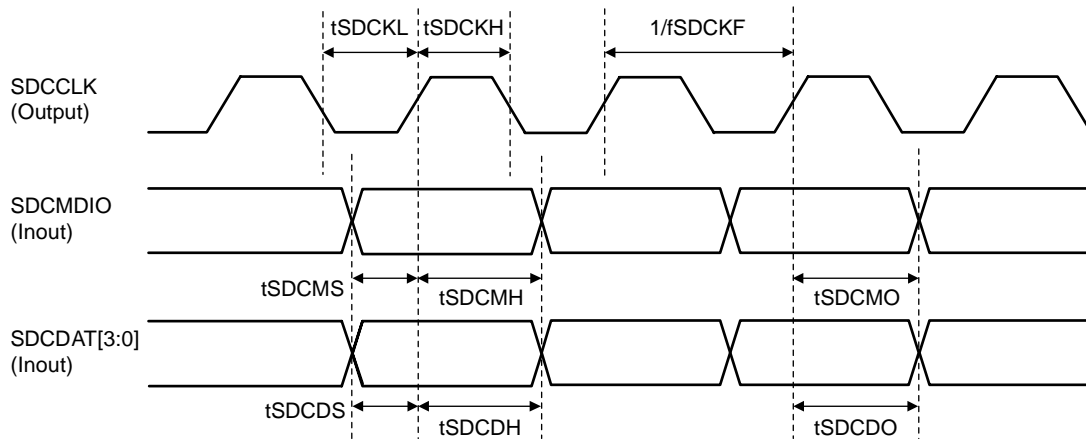 tSDCKL
tSDCKH
1/fSDCKF
SDCCLK
(Output)
SDCMDIO
(Inout)
tSDCMS
tSDCMH
tSDCMO
SDCDAT[3:0]
(Inout)
tSDCDS
tSDCDH
tSDCDO